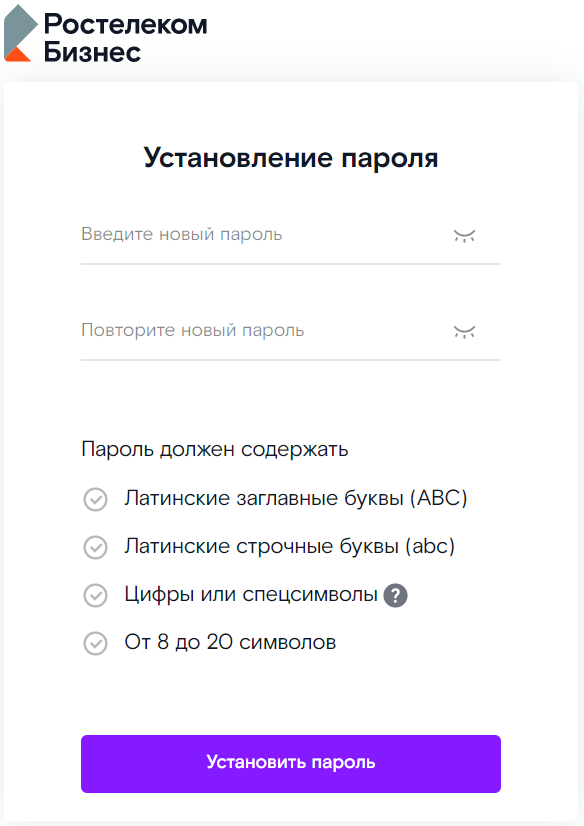 Ростелеком
Бизнес
Установление пароля
Введите новый пароль
Повторите новый пароль
Пароль должен содержать
Латинские заглавные буквы (ABC)
Латинские строчные буквы (abc)
Цифры или спецсимволы ?
От 8 до 20 символов
Установить пароль